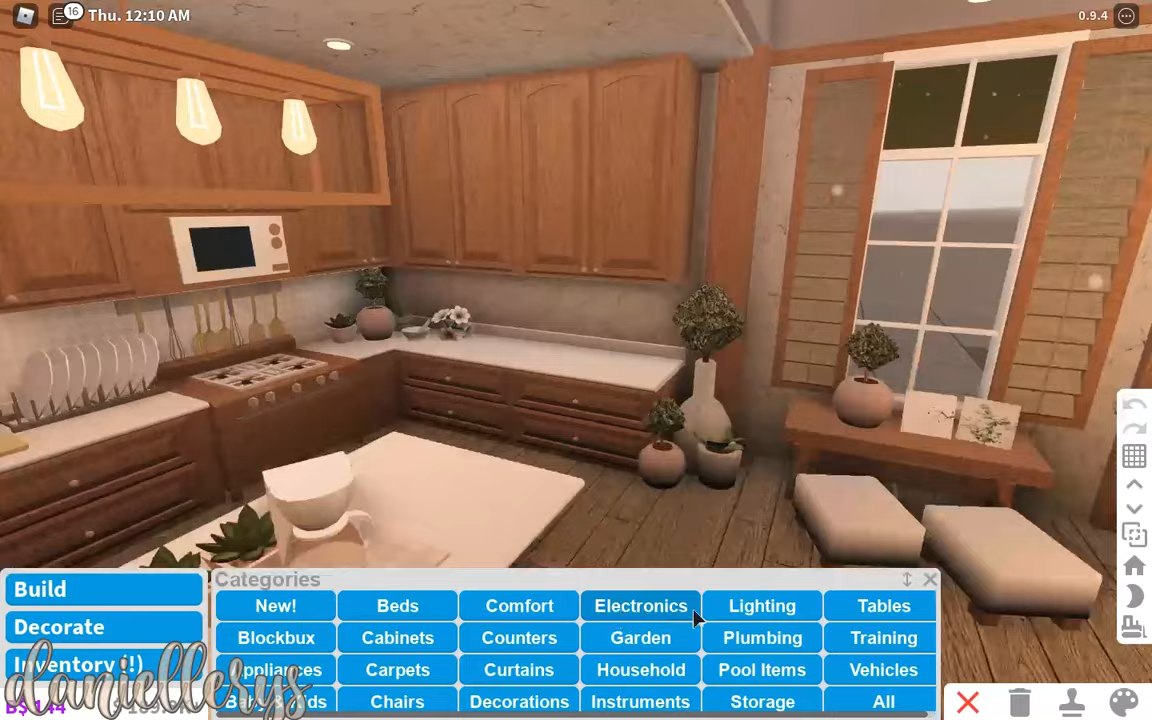 16 Thu. 12:10 AM 0.9.4
Build
Decorate
Inventory (!)
Categories
New! Beds Comfort Electronics Lighting Tables
Blockbux Cabinets Counters Garden Plumbing Training
Appliances Carpets Curtains Household Pool Items Vehicles
Chairs Decorations Instruments Storage All
daniellerys